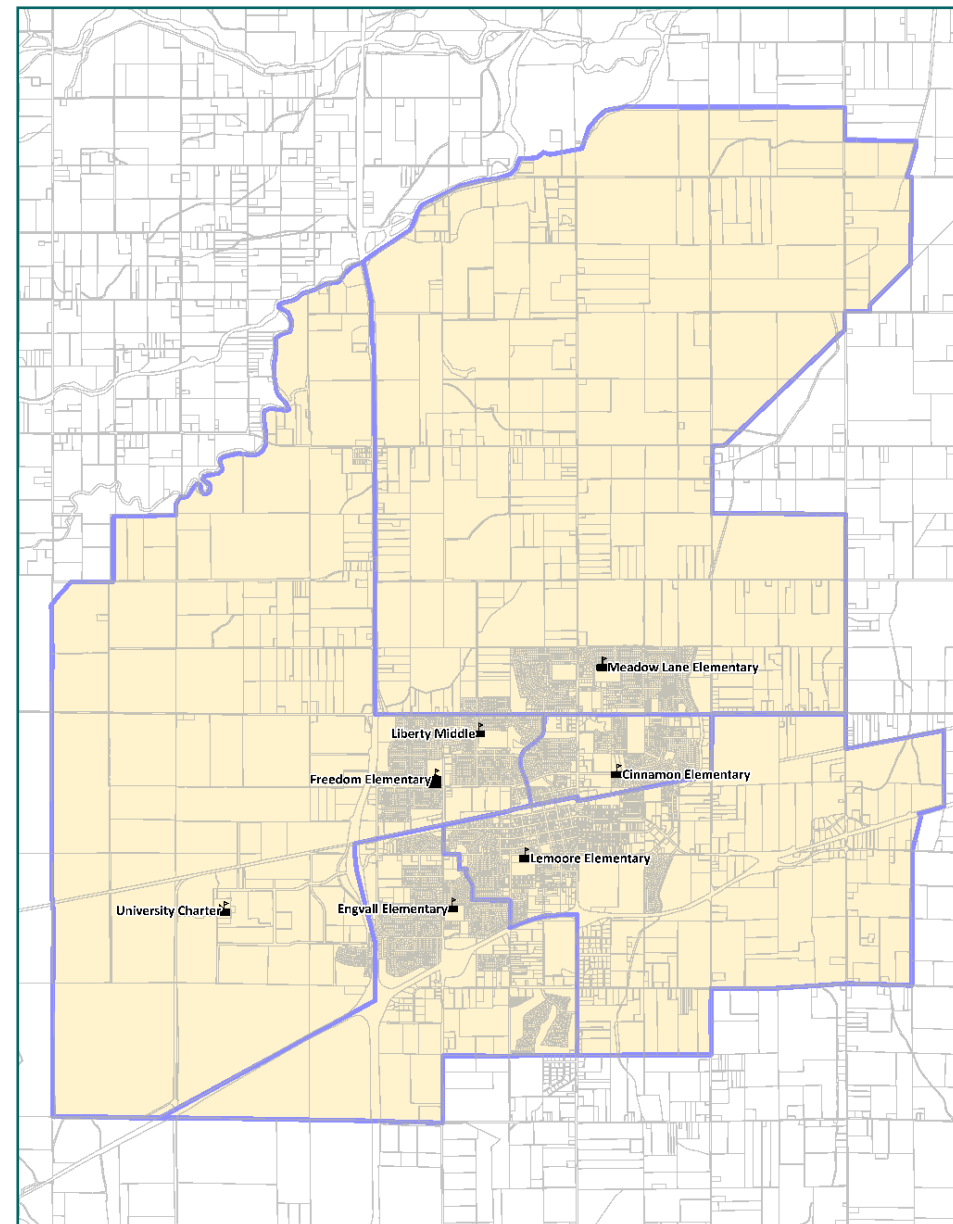 Meadow Lane Elementary
Liberty Middle
Freedom Elementary
Cinnamon Elementary
Lemoore Elementary
University Charter
Engvall Elementary